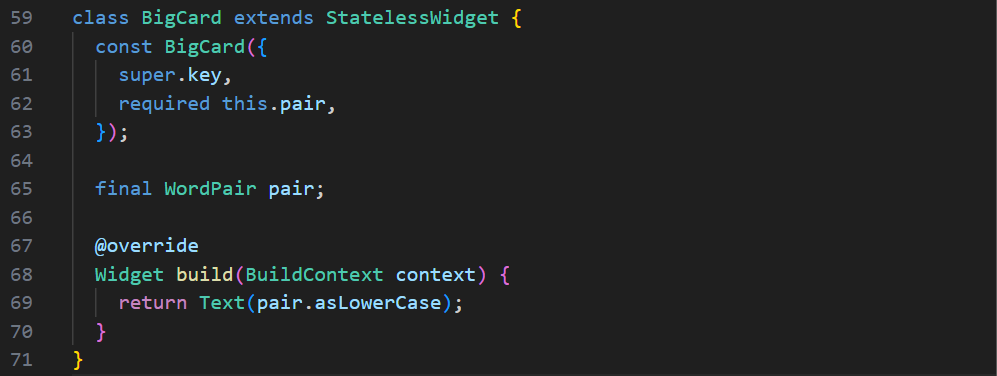 59 class BigCard extends StatelessWidget {
60 const BigCard({
61 super.key,
62 required this.pair,
63 });
64
65 final WordPair pair;
66
67 @override
68 Widget build(BuildContext context) {
69 return Text(pair.asLowerCase);
70 }
71 }